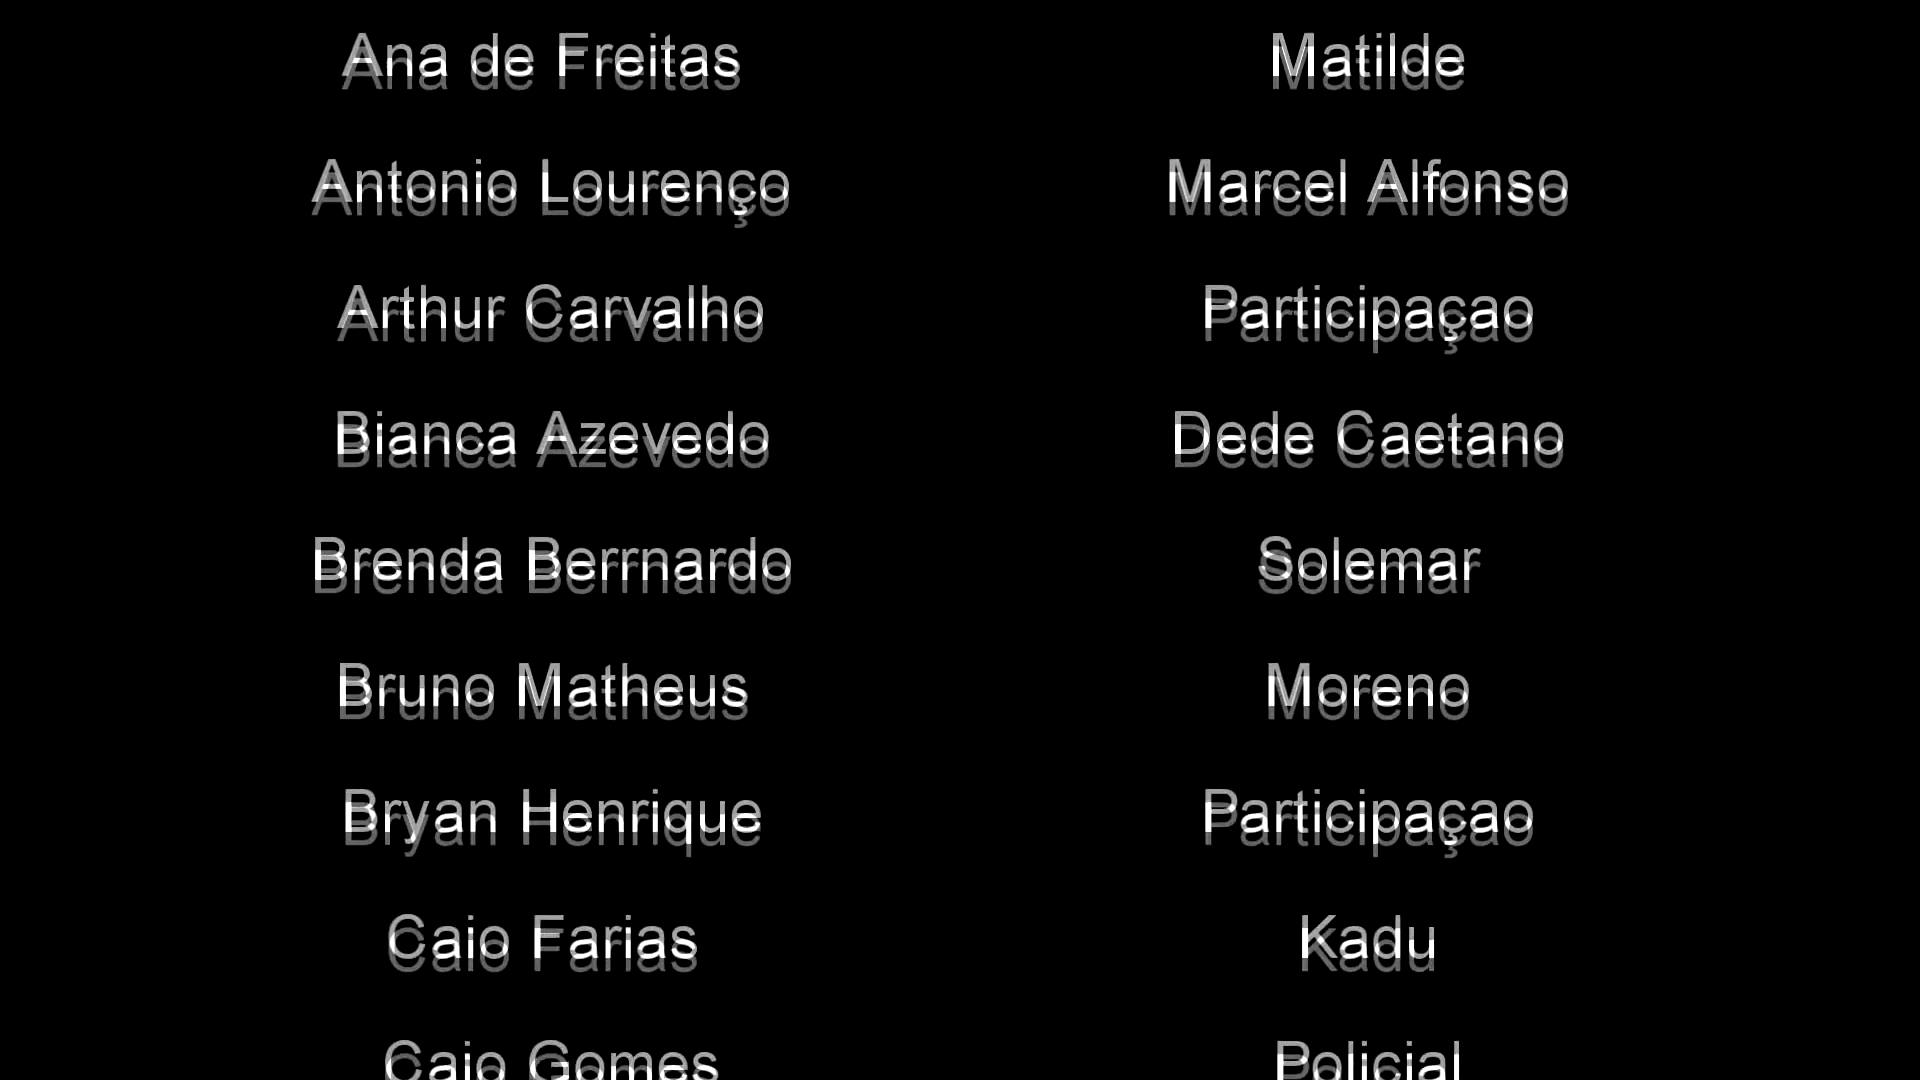 Ana de Freitas Matilde
Antonio Lourenço Marcel Alfonso
Arthur Carvalho Participaçao
Bianca Azevedo Dede Caetano
Brenda Berrnardo Solemar
Bruno Matheus Moreno
Bryan Henrique Participaçao
Caio Farias Kadu
Caio Gomes Policial